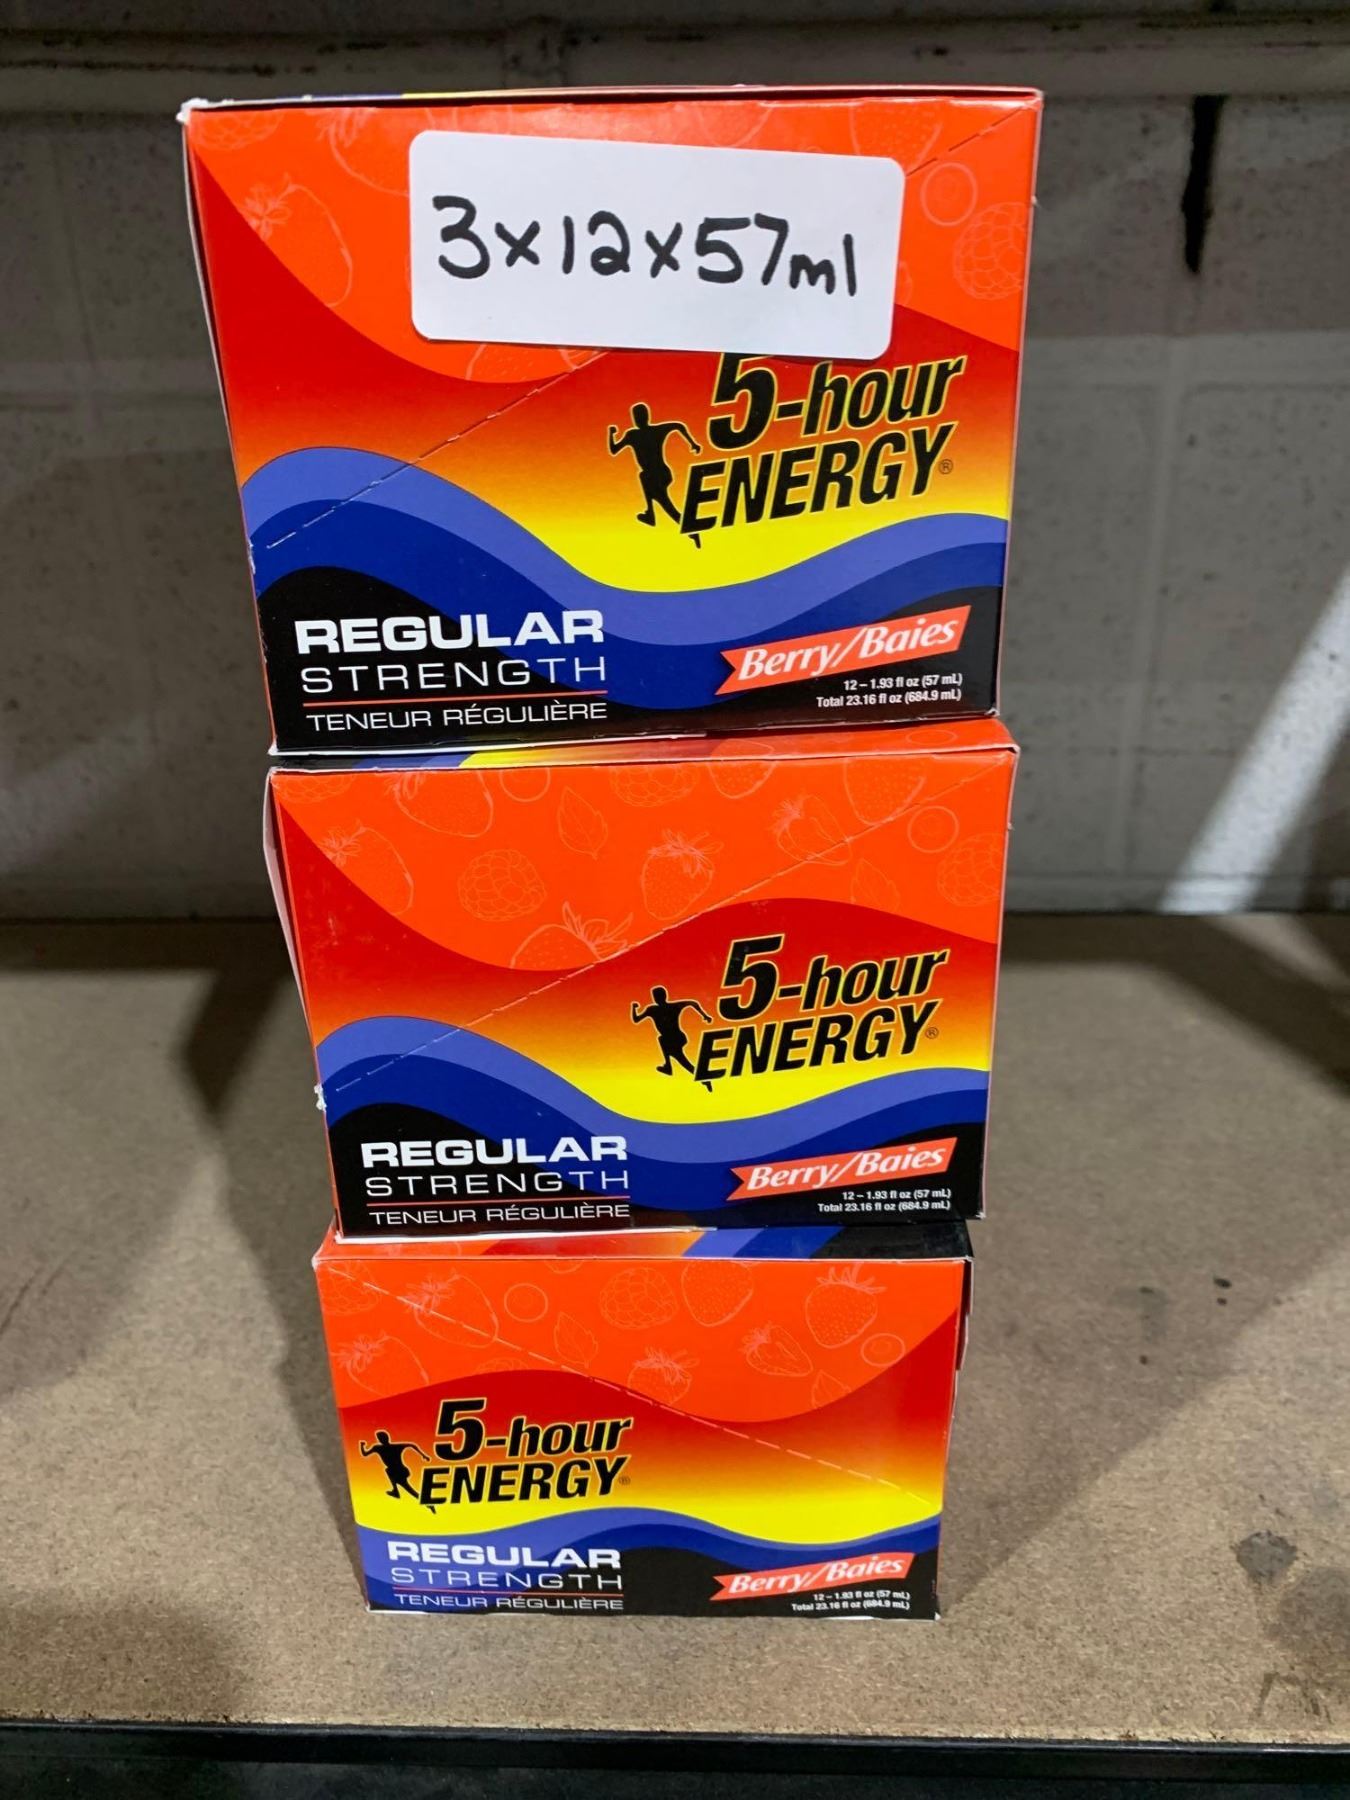 3x12x57ml
5-hour
ENERGY®
REGULAR
STRENGTH
TENEUR RÉGULIÈRE
Berry/Baies
12 – 1.93 fl oz (57 mL)
Total 23.16 fl oz (684.9 mL)
5-hour
ENERGY®
REGULAR
STRENGTH
TENEUR RÉGULIÈRE
Berry/Baies
12 – 1.93 fl oz (57 mL)
Total 23.16 fl oz (684.9 mL)
5-hour
ENERGY®
REGULAR
STRENGTH
TENEUR RÉGULIÈRE
Berry/Baies
12 – 1.93 fl oz (57 mL)
Total 23.16 fl oz (684.9 mL)